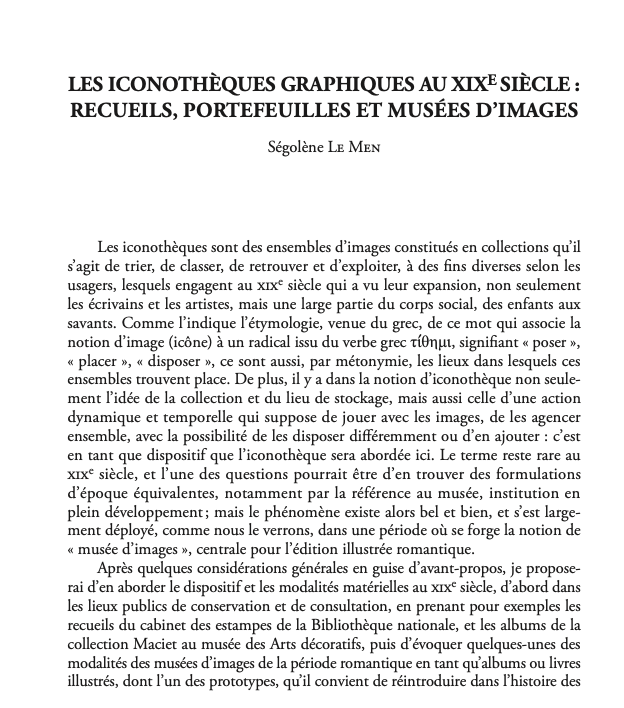 LES ICONOTHÈQUES GRAPHIQUES AU XIXE SIÈCLE :
RECUEILS, PORTEFEUILLES ET MUSÉES D’IMAGES
Ségolène Le Men
Les iconothèques sont des ensembles d’images constitués en collections qu’il
s’agit de trier, de classer, de retrouver et d’exploiter, à des fins diverses selon les
usagers, lesquels engagent au xixe siècle qui a vu leur expansion, non seulement
les écrivains et les artistes, mais une large partie du corps social, des enfants aux
savants. Comme l’indique l’étymologie, venue du grec, de ce mot qui associe la
notion d’image (icône) à un radical issu du verbe grec τίθημι, signifiant « poser »,
« placer », « disposer », ce sont aussi, par métonymie, les lieux dans lesquels ces
ensembles trouvent place. De plus, il y a dans la notion d’iconothèque non seule-
ment l’idée de la collection et du lieu de stockage, mais aussi celle d’une action
dynamique et temporelle qui suppose de jouer avec les images, de les agencer
ensemble, avec la possibilité de les disposer différemment ou d’en ajouter : c’est
en tant que dispositif que l’iconothèque sera abordée ici. Le terme reste rare au
xixe siècle, et l’une des questions pourrait être d’en trouver des formulations
d’époque équivalentes, notamment par la référence au musée, institution en
plein développement ; mais le phénomène existe alors bel et bien, et s’est large-
ment déployé, comme nous le verrons, dans une période où se forge la notion de
« musée d’images », centrale pour l’édition illustrée romantique.
Après quelques considérations générales en guise d’avant-propos, je propose-
rai d’en aborder le dispositif et les modalités matérielles au xixe siècle, d’abord dans
les lieux publics de conservation et de consultation, en prenant pour exemples les
recueils du cabinet des estampes de la Bibliothèque nationale, et les albums de la
collection Maciet au musée des Arts décoratifs, puis d’évoquer quelques-unes des
modalités des musées d’images de la période romantique en tant qu’albums ou livres
illustrés, dont l’un des prototypes, qu’il convient de réintroduire dans l’histoire des